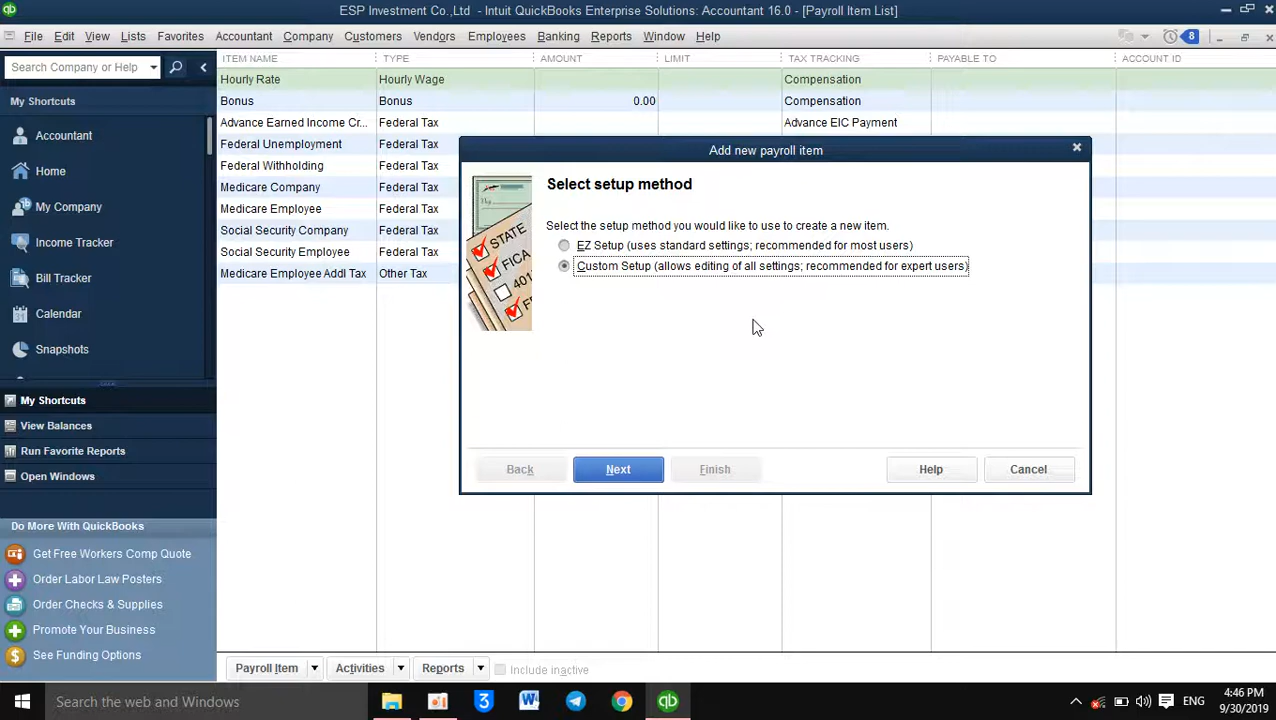 ESP Investment Co.,Ltd - Intuit QuickBooks Enterprise Solutions: Accountant 16.0 - [Payroll Item List]
File Edit View Lists Favorites Accountant Company Customers Vendors Employees Banking Reports Window Help 8
Search Company or Help
My Shortcuts
Accountant
Home
My Company
Income Tracker
Bill Tracker
Calendar
Snapshots
My Shortcuts
View Balances
Run Favorite Reports
Open Windows
Do More With QuickBooks
Get Free Workers Comp Quote
Order Labor Law Posters
Order Checks & Supplies
Promote Your Business
See Funding Options
ITEM NAME TYPE AMOUNT LIMIT TAX TRACKING PAYABLE TO ACCOUNT ID
Hourly Rate Hourly Wage Compensation
Bonus Bonus 0.00 Compensation
Advance Earned Income Cr... Federal Tax Advance EIC Payment
Federal Unemployment Federal Tax
Federal Withholding Federal Tax
Medicare Company Federal Tax
Medicare Employee Federal Tax
Social Security Company Federal Tax
Social Security Employee Federal Tax
Medicare Employee Addl Tax Other Tax
Add new payroll item
Select setup method
Select the setup method you would like to use to create a new item.
EZ Setup (uses standard settings; recommended for most users)
Custom Setup (allows editing of all settings; recommended for expert users)
STATE
FICA
401
Back Next Finish Help Cancel
Payroll Item Activities Reports Include inactive
Search the web and Windows
ENG
4:46 PM
9/30/2019